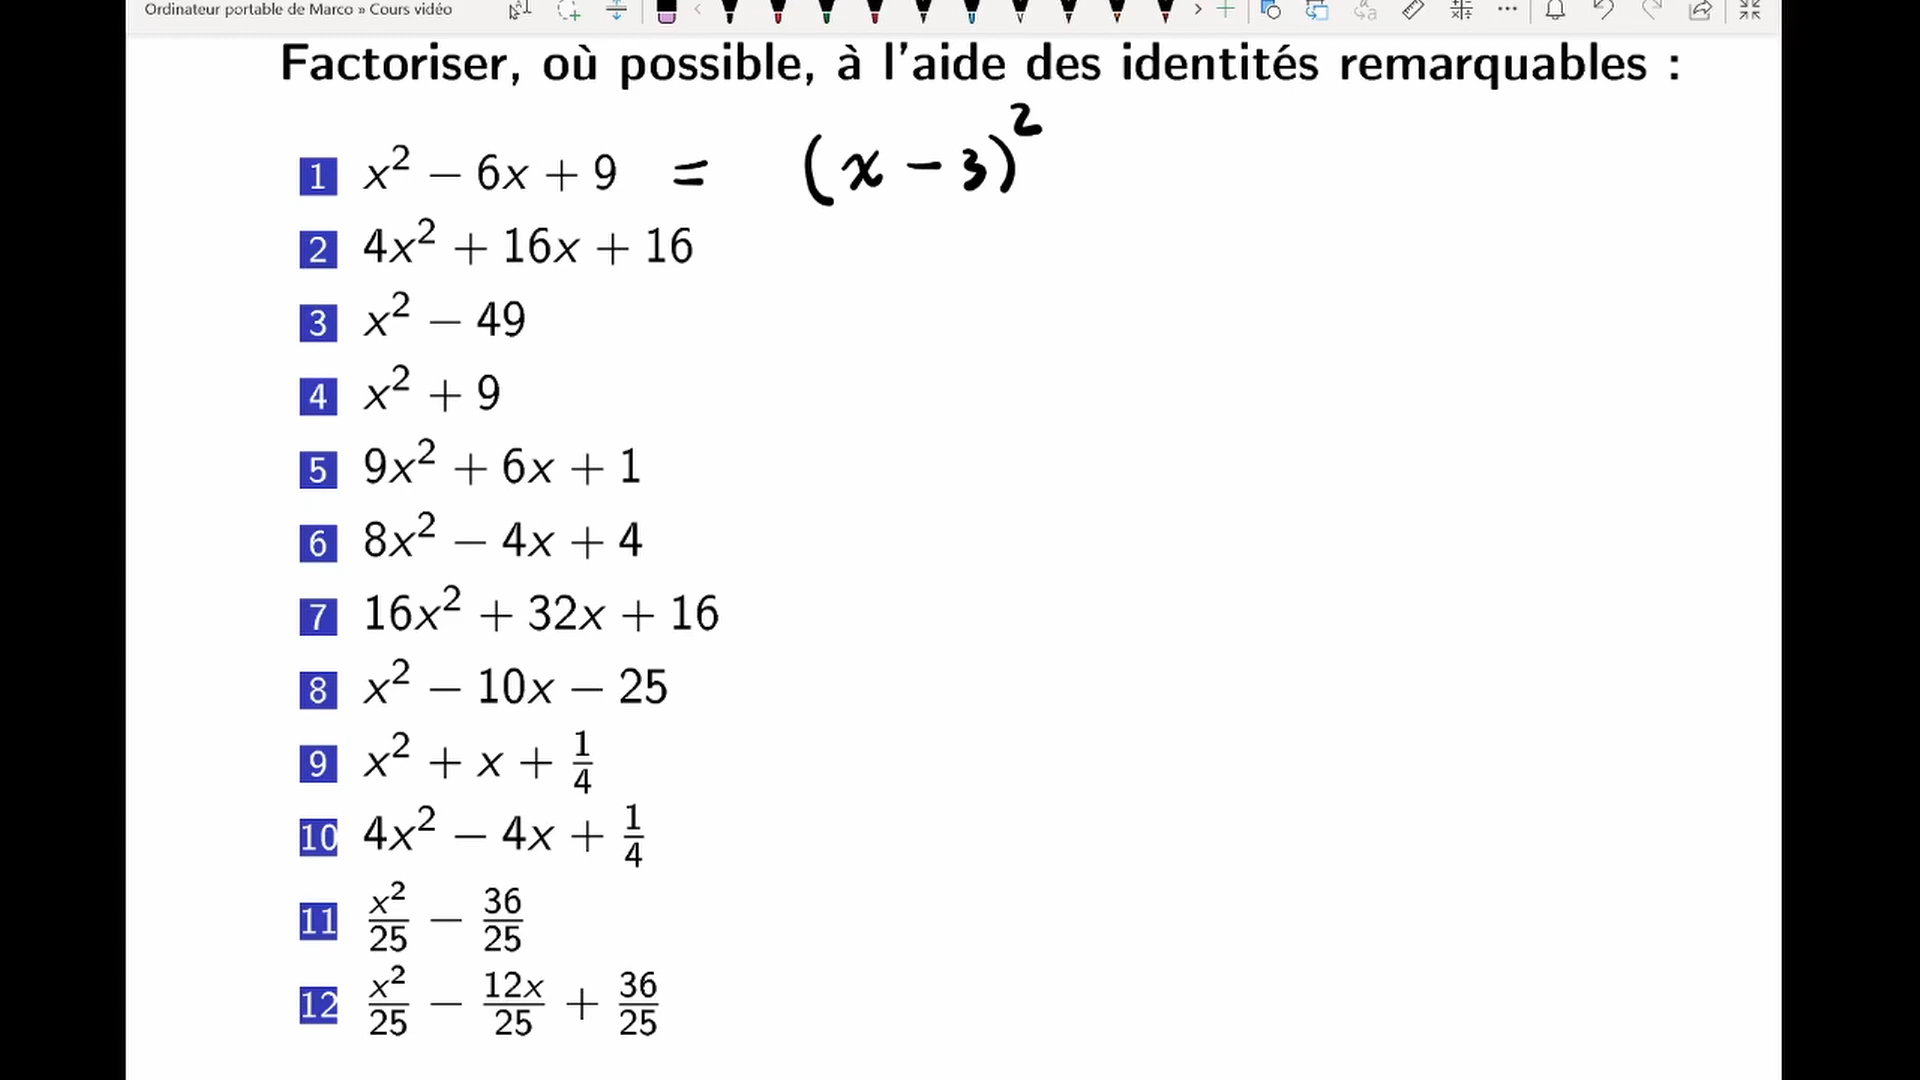 Ordinateur portable de Marco » Cours vidéo
Factoriser, où possible, à l'aide des identités remarquables :
1 x² − 6x + 9 = (x − 3)²
2 4x² + 16x + 16
3 x² − 49
4 x² + 9
5 9x² + 6x + 1
6 8x² − 4x + 4
7 16x² + 32x + 16
8 x² − 10x − 25
9 x² + x + 1/4
10 4x² − 4x + 1/4
11 x²/25 − 36/25
12 x²/25 − 12x/25 + 36/25